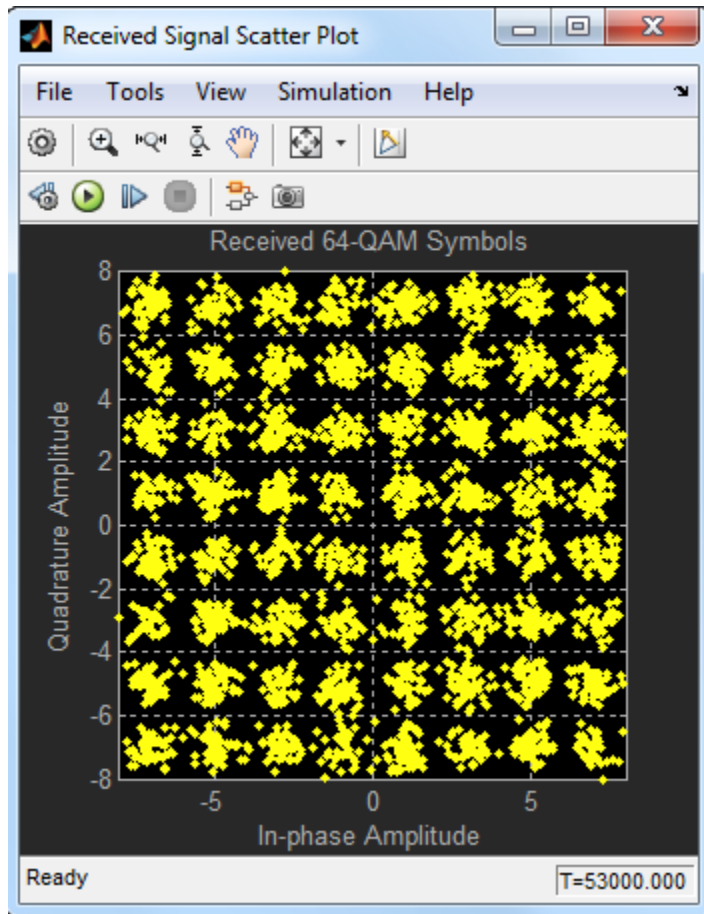 Received Signal Scatter Plot
File Tools View Simulation Help
Received 64-QAM Symbols
8
6
4
2
0
-2
-4
-6
-8
Quadrature Amplitude
-5 0 5
In-phase Amplitude
Ready T=53000.000